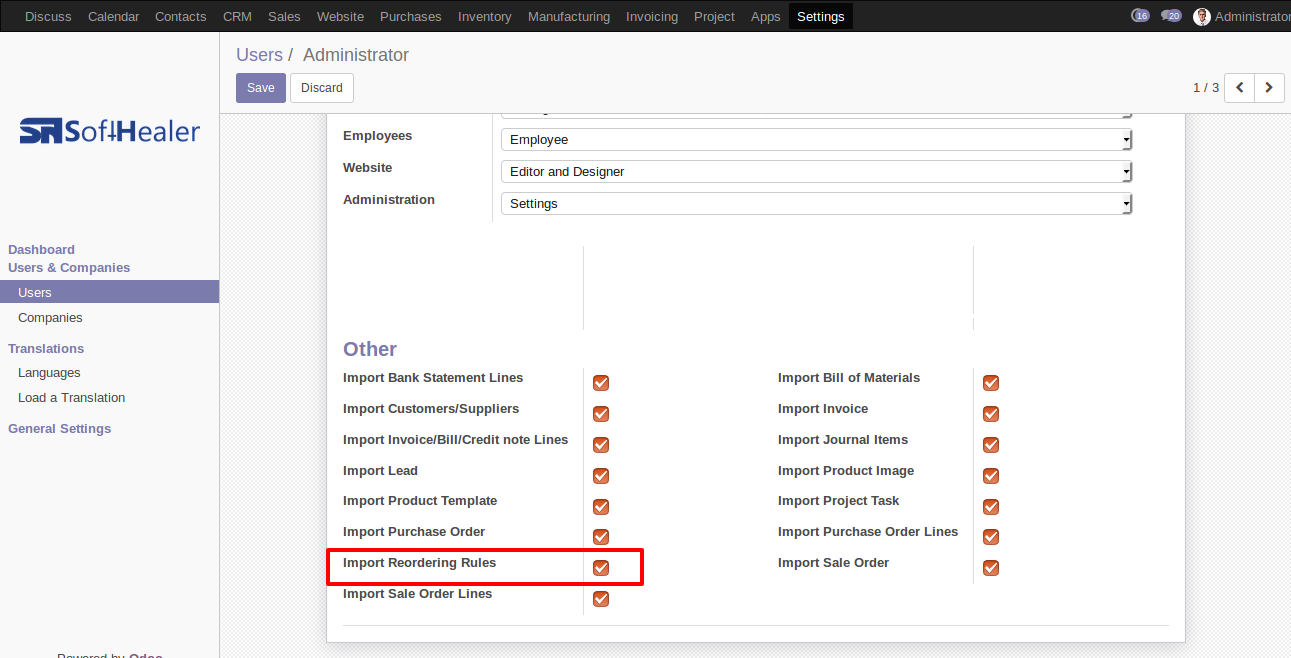 Discuss Calendar Contacts CRM Sales Website Purchases Inventory Manufacturing Invoicing Project Apps Settings 16 20 Administrator
Users / Administrator
Save Discard 1 / 3
SH SoftHealer
Employees Employee
Website Editor and Designer
Administration Settings
Dashboard
Users & Companies
Users
Companies
Translations
Languages
Load a Translation
General Settings
Other
Import Bank Statement Lines Import Bill of Materials
Import Customers/Suppliers Import Invoice
Import Invoice/Bill/Credit note Lines Import Journal Items
Import Lead Import Product Image
Import Product Template Import Project Task
Import Purchase Order Import Purchase Order Lines
Import Reordering Rules Import Sale Order
Import Sale Order Lines
Powered by Odoo